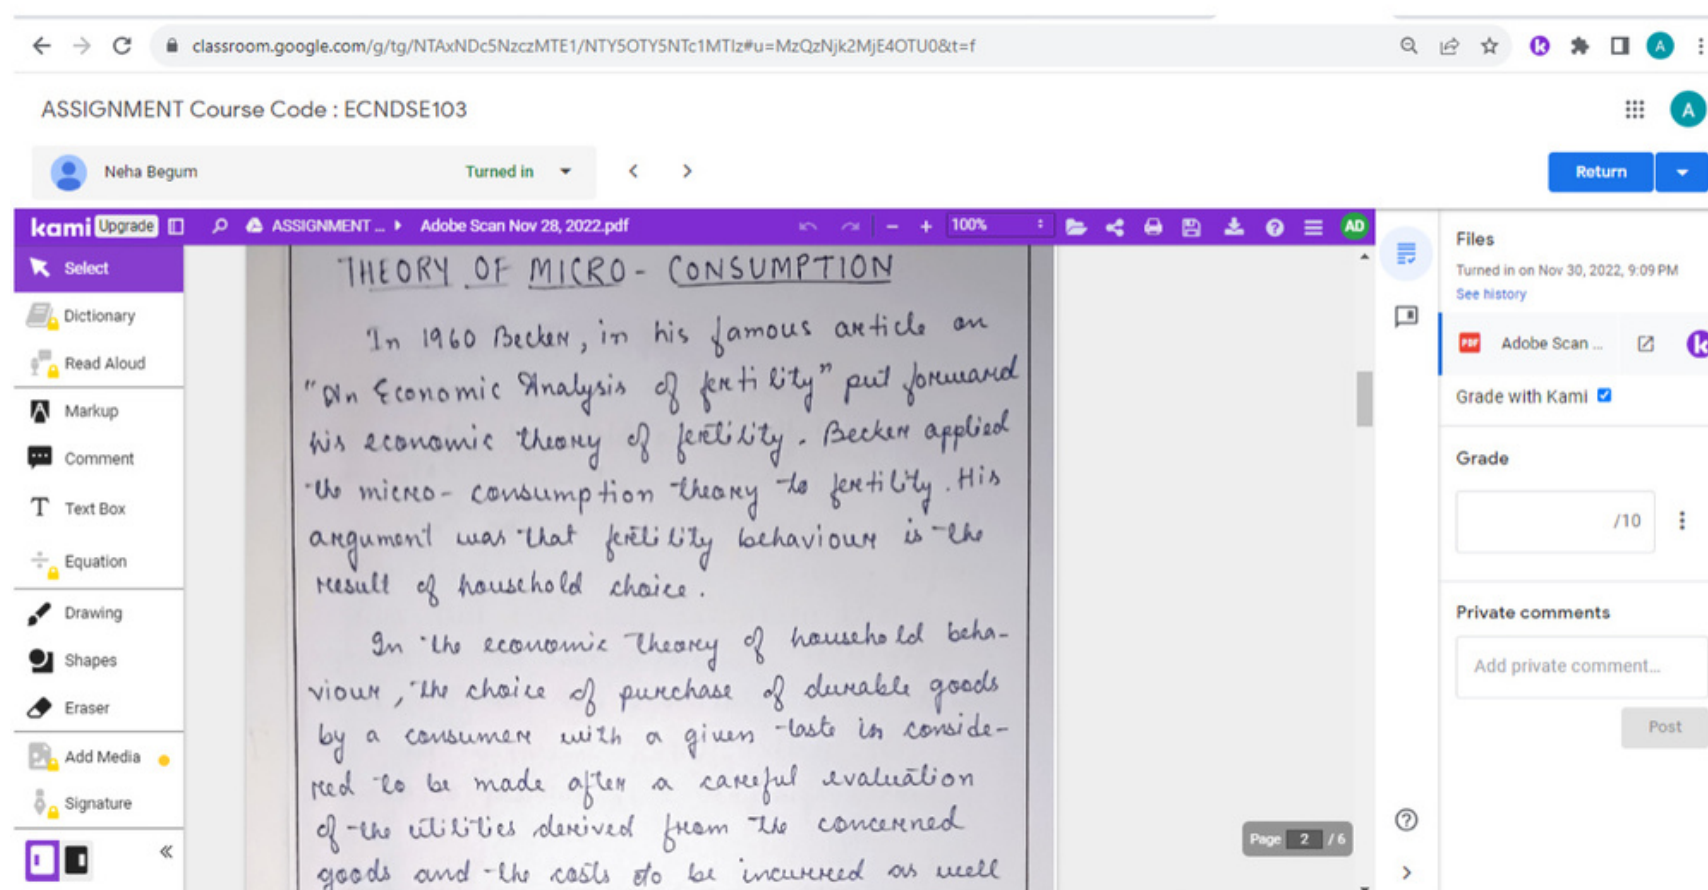 classroom.google.com/g/tg/NTAxNDc5NzczMTE1/NTY5OTY5NTc1MTIz#u=MzQzNjk2MjE4OTU0&t=f
A
ASSIGNMENT Course Code : ECNDSE103
A
Neha Begum
Turned in
Return
kami Upgrade
ASSIGNMENT ...
Adobe Scan Nov 28, 2022.pdf
100%
AD
Select
Dictionary
Read Aloud
Markup
Comment
Text Box
Equation
Drawing
Shapes
Eraser
Add Media
Signature
THEORY OF MICRO - CONSUMPTION
In 1960 Becker, in his famous article on
"An Economic Analysis of fertility" put forward
his economic theory of fertility. Becker applied
the micro - consumption theory to fertility. His
argument was that fertility behaviour is the
result of household choice.
In the economic theory of household beha-
viour, the choice of purchase of durable goods
by a consumer with a given taste is conside-
red to be made after a careful evaluation
of the utilities derived from the concerned
goods and the costs to be incurred as well
Page 2 / 6
Files
Turned in on Nov 30, 2022, 9:09 PM
See history
PDF
Adobe Scan ...
Grade with Kami
Grade
/10
Private comments
Add private comment...
Post